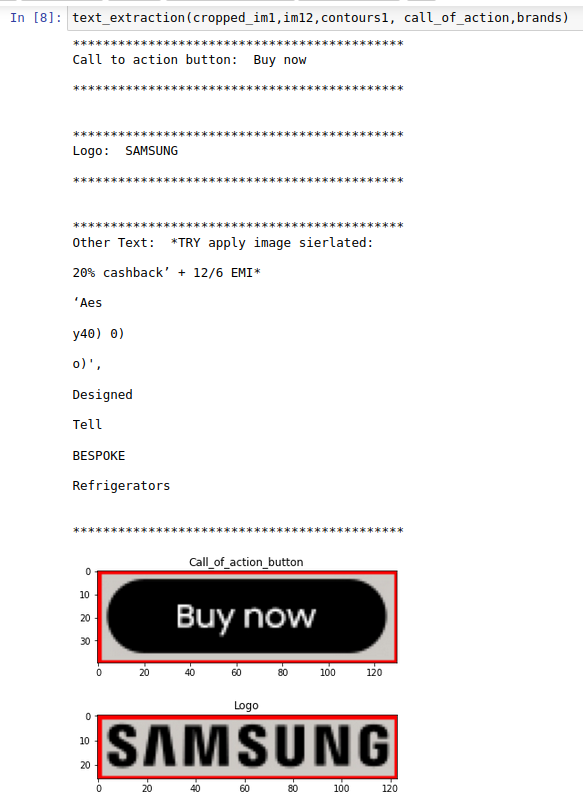 In [8]: text_extraction(cropped_im1,im12,contours1, call_of_action,brands)
********************************************
Call to action button:  Buy now
********************************************
********************************************
Logo:  SAMSUNG
********************************************
********************************************
Other Text:  *TRY apply image sierlated:
20% cashback’ + 12/6 EMI*
‘Aes
y40) 0)
o)',
Designed
Tell
BESPOKE
Refrigerators
********************************************
Call_of_action_button
0
10
20
30
Buy now
0 20 40 60 80 100 120
Logo
0
10
20
SAMSUNG
0 20 40 60 80 100 120